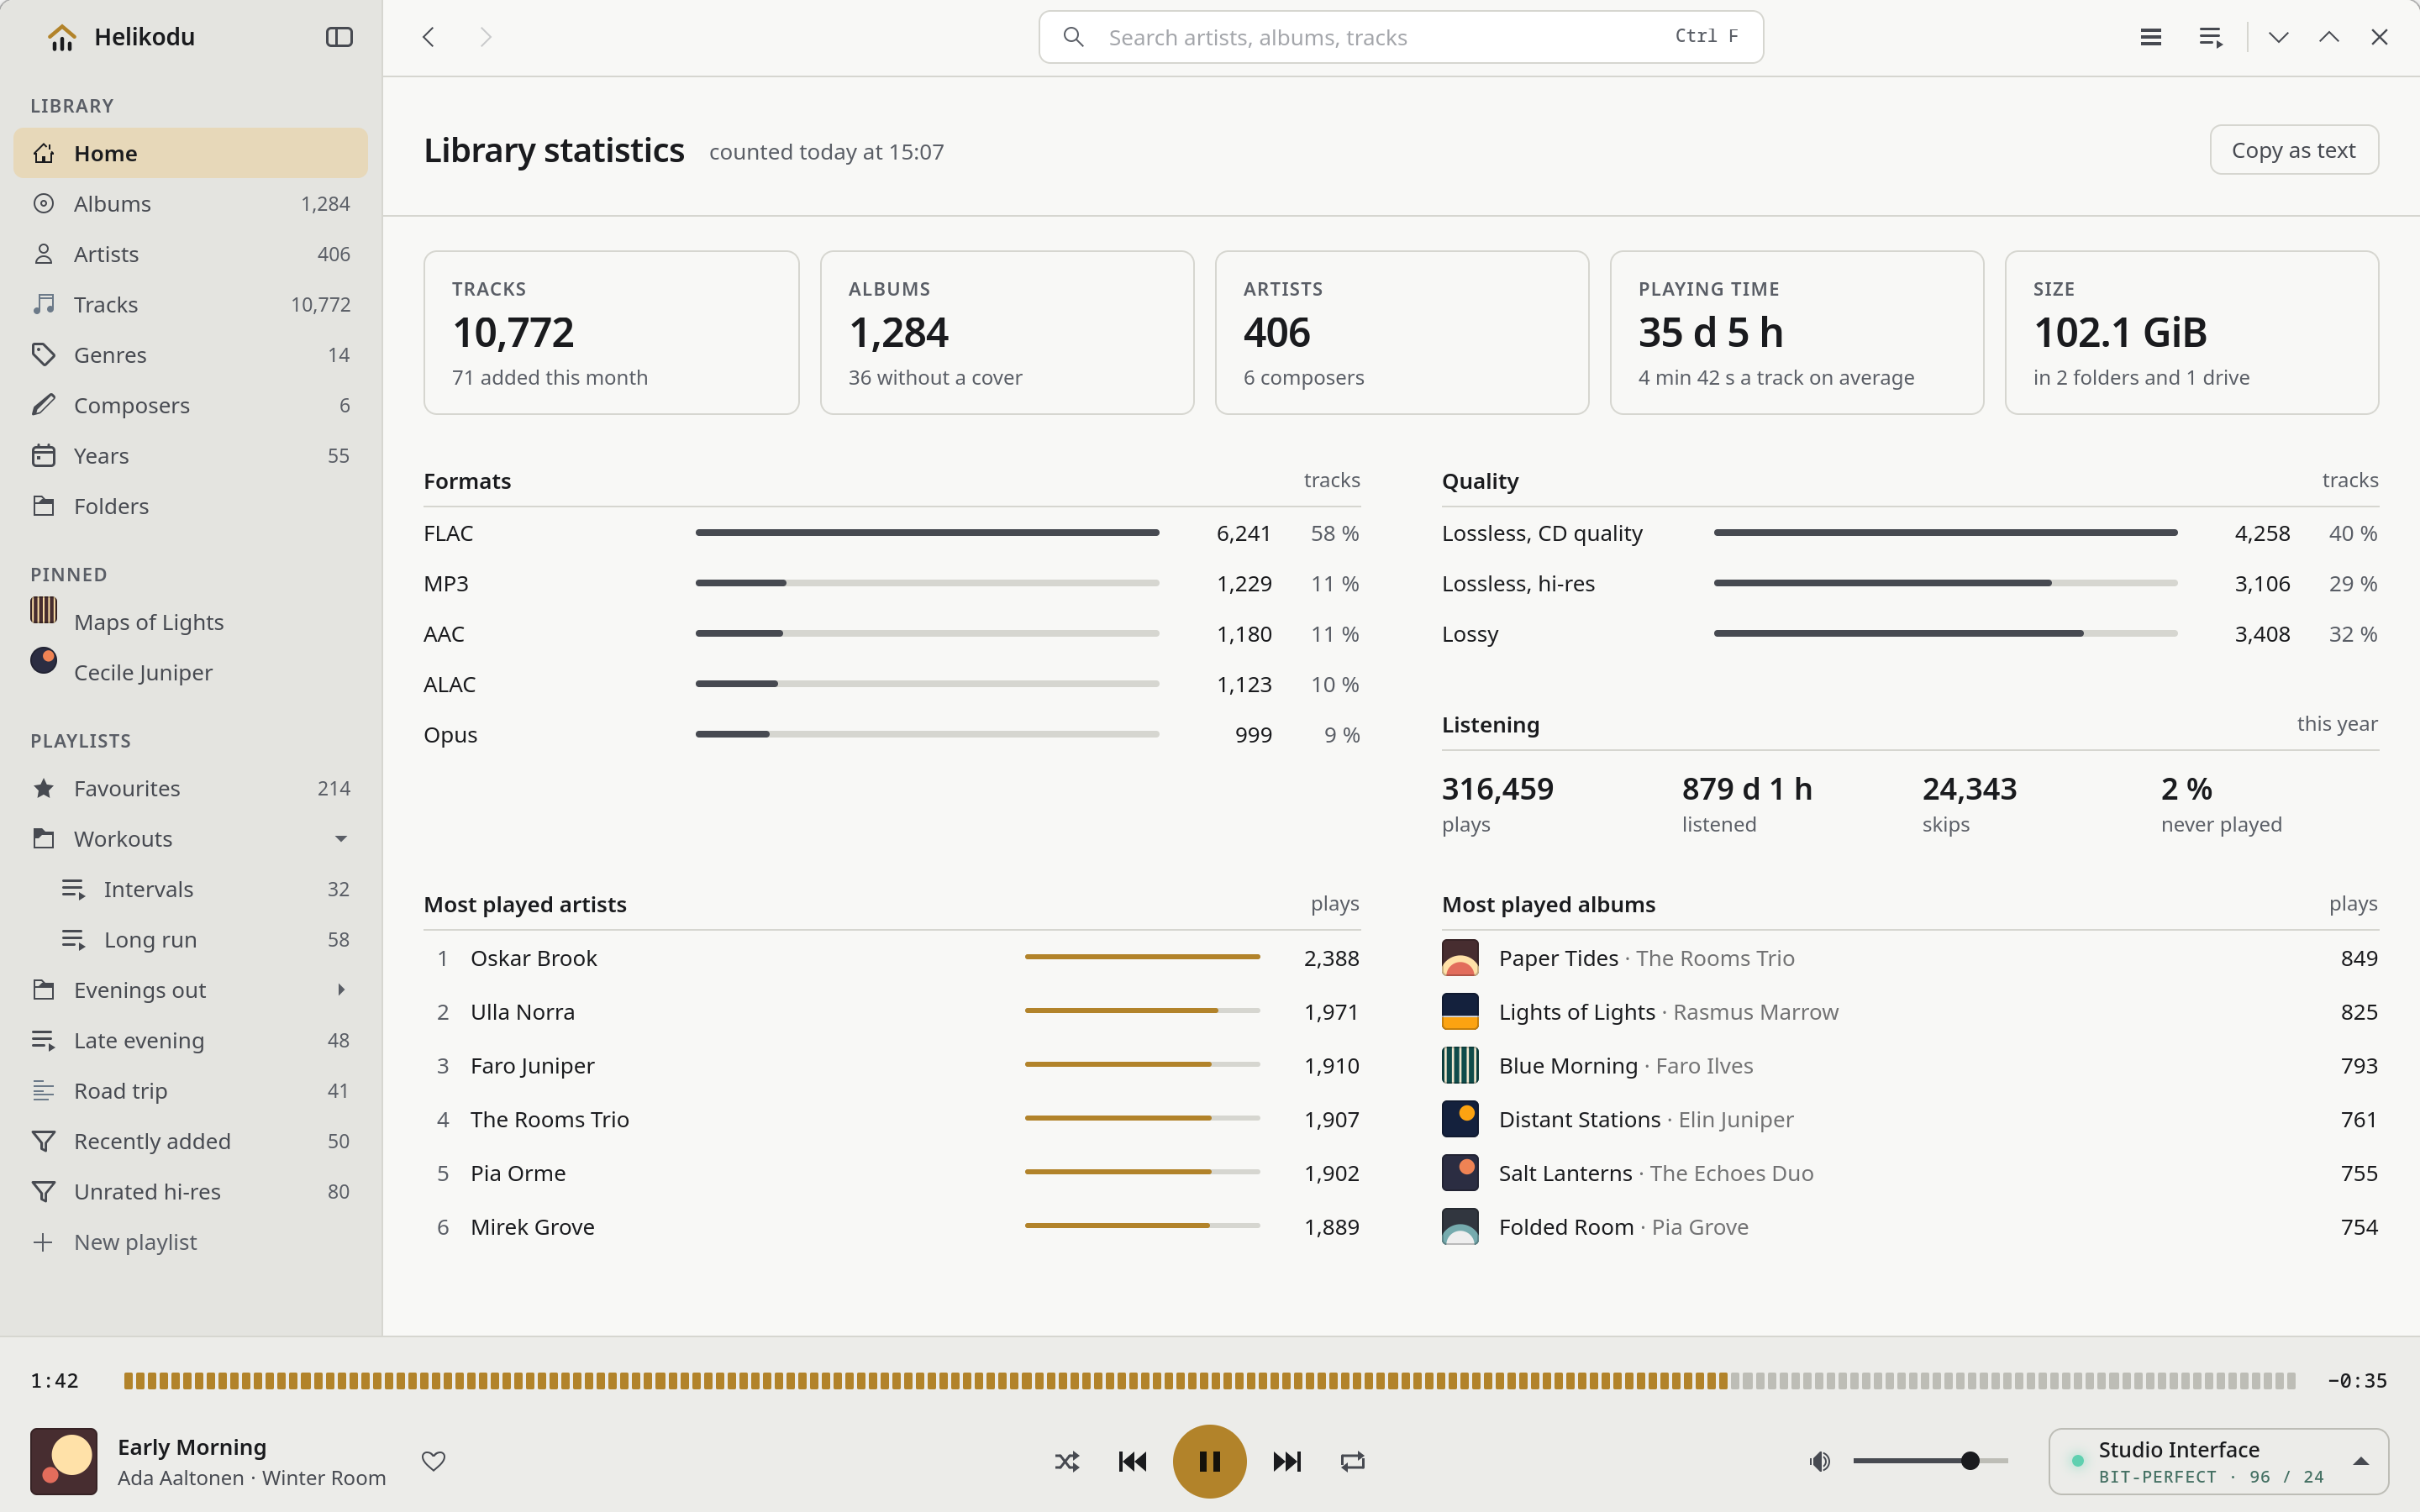 Helikodu
Search artists, albums, tracks
Ctrl F
LIBRARY
Home
Albums 1,284
Artists 406
Tracks 10,772
Genres 14
Composers 6
Years 55
Folders
PINNED
Maps of Lights
Cecile Juniper
PLAYLISTS
Favourites 214
Workouts
Intervals 32
Long run 58
Evenings out
Late evening 48
Road trip 41
Recently added 50
Unrated hi-res 80
New playlist
Library statistics counted today at 15:07
Copy as text
TRACKS
10,772
71 added this month
ALBUMS
1,284
36 without a cover
ARTISTS
406
6 composers
PLAYING TIME
35 d 5 h
4 min 42 s a track on average
SIZE
102.1 GiB
in 2 folders and 1 drive
Formats tracks
FLAC 6,241 58 %
MP3 1,229 11 %
AAC 1,180 11 %
ALAC 1,123 10 %
Opus 999 9 %
Quality tracks
Lossless, CD quality 4,258 40 %
Lossless, hi-res 3,106 29 %
Lossy 3,408 32 %
Listening this year
316,459 879 d 1 h 24,343 2 %
plays listened skips never played
Most played artists plays
1 Oskar Brook 2,388
2 Ulla Norra 1,971
3 Faro Juniper 1,910
4 The Rooms Trio 1,907
5 Pia Orme 1,902
6 Mirek Grove 1,889
Most played albums plays
Paper Tides · The Rooms Trio 849
Lights of Lights · Rasmus Marrow 825
Blue Morning · Faro Ilves 793
Distant Stations · Elin Juniper 761
Salt Lanterns · The Echoes Duo 755
Folded Room · Pia Grove 754
1:42 −0:35
Early Morning
Ada Aaltonen · Winter Room
Studio Interface
BIT-PERFECT · 96 / 24